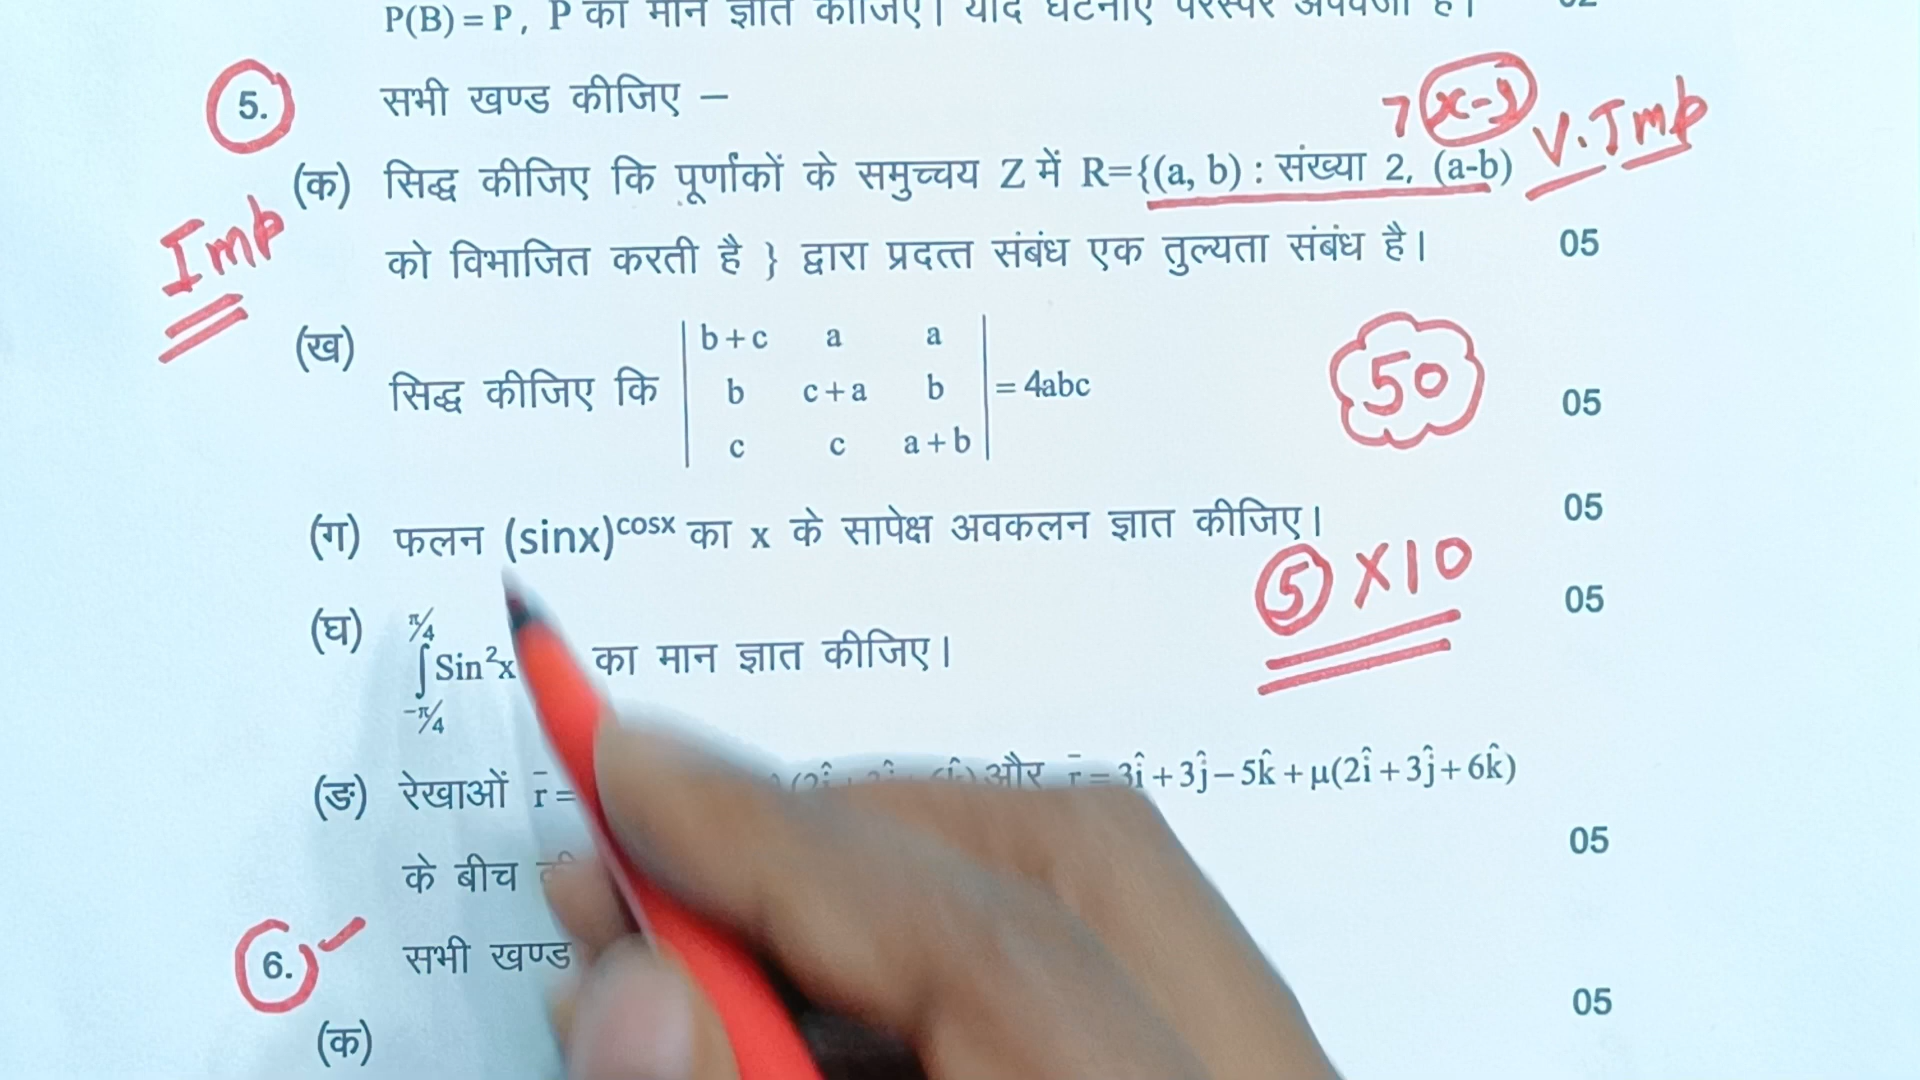 P(B) = P, P का मान ज्ञात कीजिए। यदि घटनाएँ परस्पर अपवर्जी है। 02
5. सभी खण्ड कीजिए –
7 x-y V. Imp
(क) सिद्ध कीजिए कि पूर्णांकों के समुच्चय Z में R={(a, b) : संख्या 2, (a-b)
Imp
को विभाजित करती है } द्वारा प्रदत्त संबंध एक तुल्यता संबंध है। 05
(ख) सिद्ध कीजिए कि
b+c a a
b c+a b = 4abc 05
c c a+b
50
(ग) फलन (sinx)^cosx का x के सापेक्ष अवकलन ज्ञात कीजिए। 05
5 X10
(घ) ∫ π/4 -π/4 Sin²x का मान ज्ञात कीजिए। 05
(ङ) रेखाओं r̄ = और r̄ = 3î + 3ĵ – 5k̂ + μ(2î + 3ĵ + 6k̂)
के बीच 05
6. सभी खण्ड
(क) 05